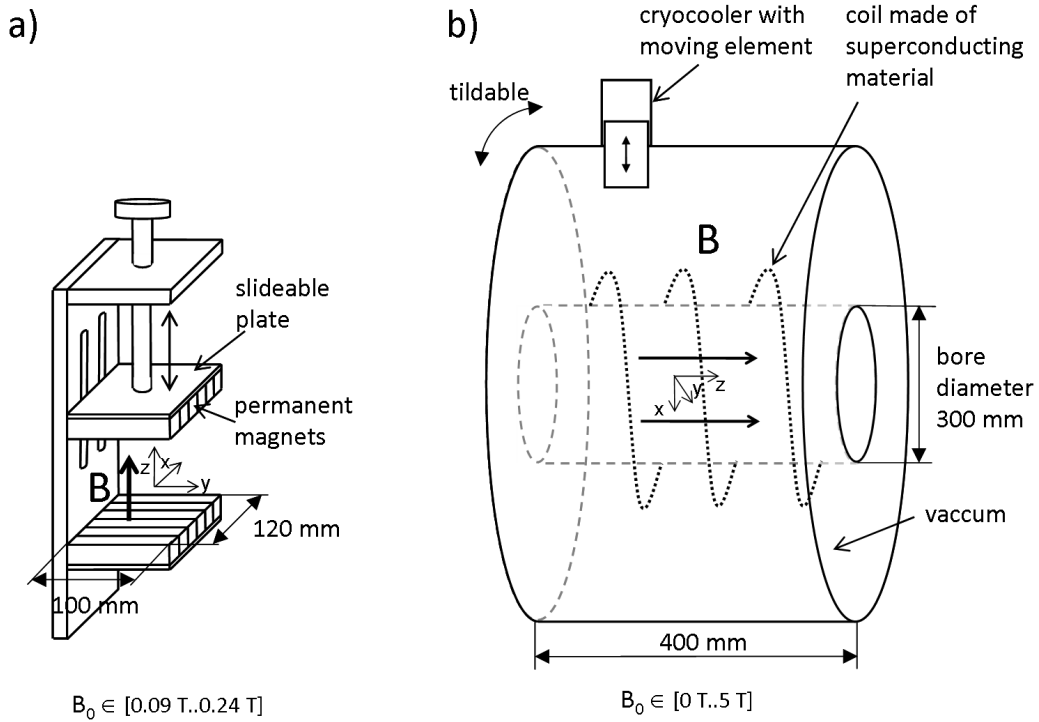 a)
slideable
plate
permanent
magnets
z
x
y
B
120 mm
100 mm
B₀ ∈ [0.09 T..0.24 T]
b)
cryocooler with
moving element
coil made of
superconducting
material
tildable
B
z
y
x
bore
diameter
300 mm
vaccum
400 mm
B₀ ∈ [0 T..5 T]